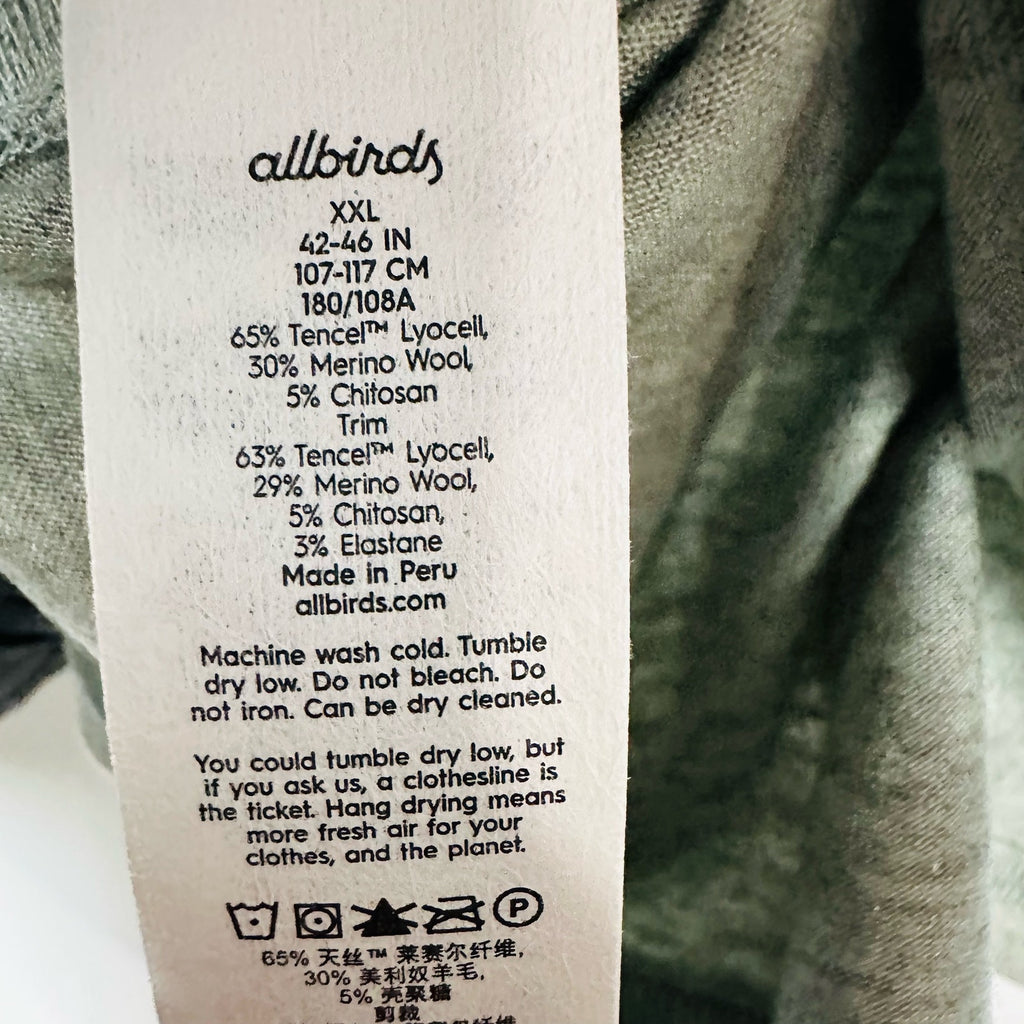 allbirds
XXL
42-46 IN
107-117 CM
180/108A
65% Tencel™ Lyocell,
30% Merino Wool,
5% Chitosan
Trim
63% Tencel™ Lyocell,
29% Merino Wool,
5% Chitosan,
3% Elastane
Made in Peru
allbirds.com
Machine wash cold. Tumble
dry low. Do not bleach. Do
not iron. Can be dry cleaned.
You could tumble dry low, but
if you ask us, a clothesline is
the ticket. Hang drying means
more fresh air for your
clothes, and the planet.
P
65% 天丝™ 莱赛尔纤维,
30% 美利奴羊毛,
5% 壳聚糖
剪裁